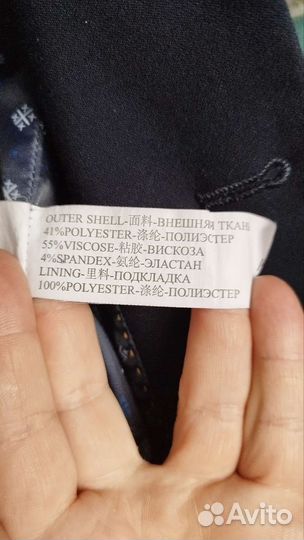 OUTER SHELL-面料-ВНЕШНЯЯ ТКАНЬ
41%POLYESTER-涤纶-ПОЛИЭСТЕР
55%VISCOSE-粘胶-ВИСКОЗА
4%SPANDEX-氨纶-ЭЛАСТАН
LINING-里料-ПОДКЛАДКА
100%POLYESTER-涤纶-ПОЛИЭСТЕР
Avito